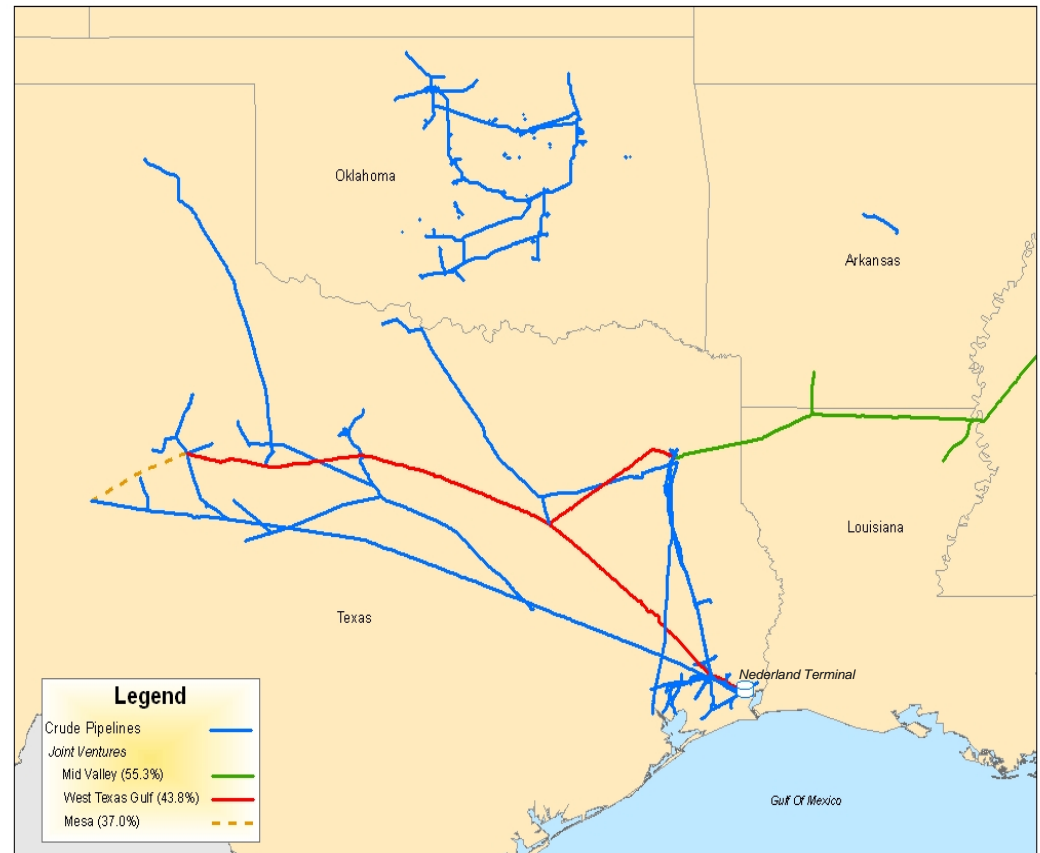 Oklahoma
Arkansas
Louisiana
Texas
Nederland Terminal
Gulf Of Mexico
Legend
Crude Pipelines
Joint Ventures
Mid Valley (55.3%)
West Texas Gulf (43.8%)
Mesa (37.0%)